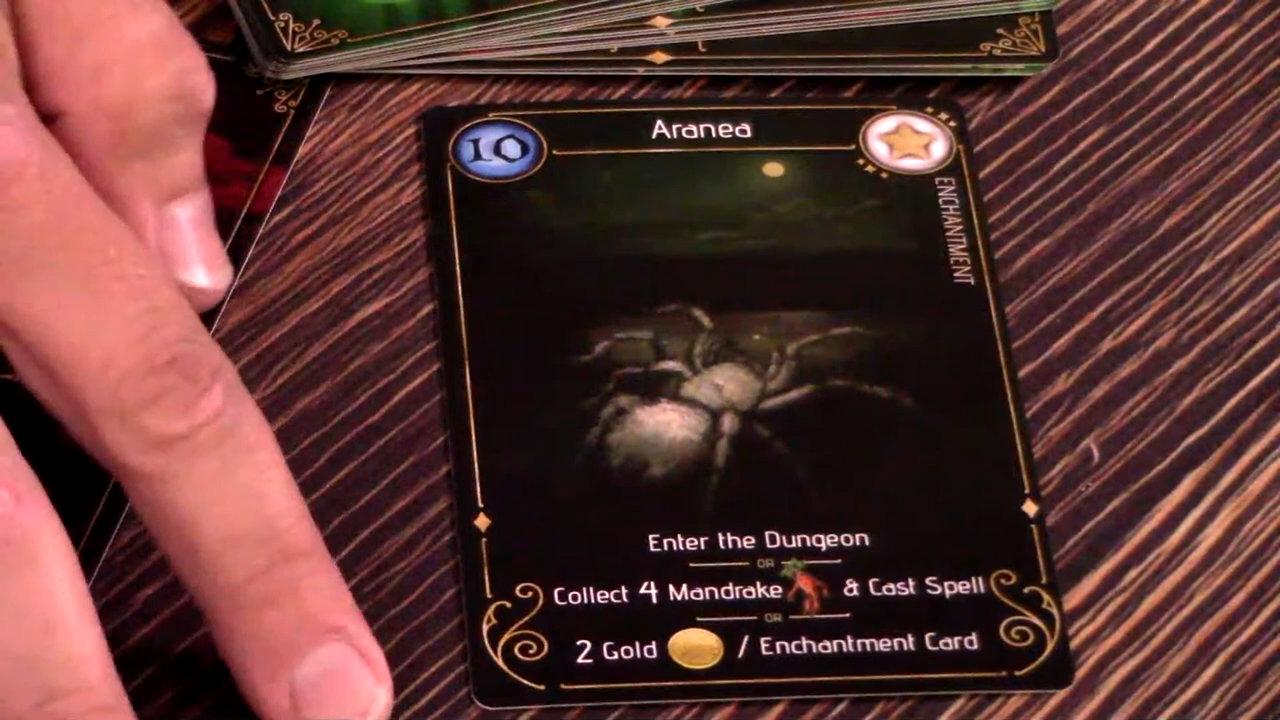 10
Aranea
ENCHANTMENT
Enter the Dungeon
OR
Collect 4 Mandrake & Cast Spell
OR
2 Gold / Enchantment Card